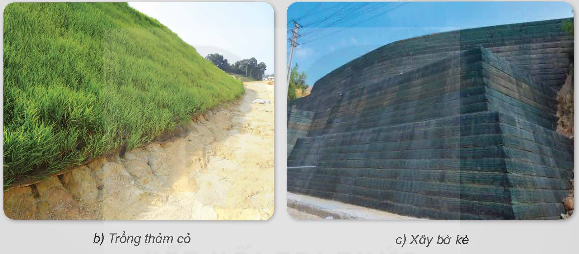 b) Trồng thảm cỏ
c) Xây bờ kè